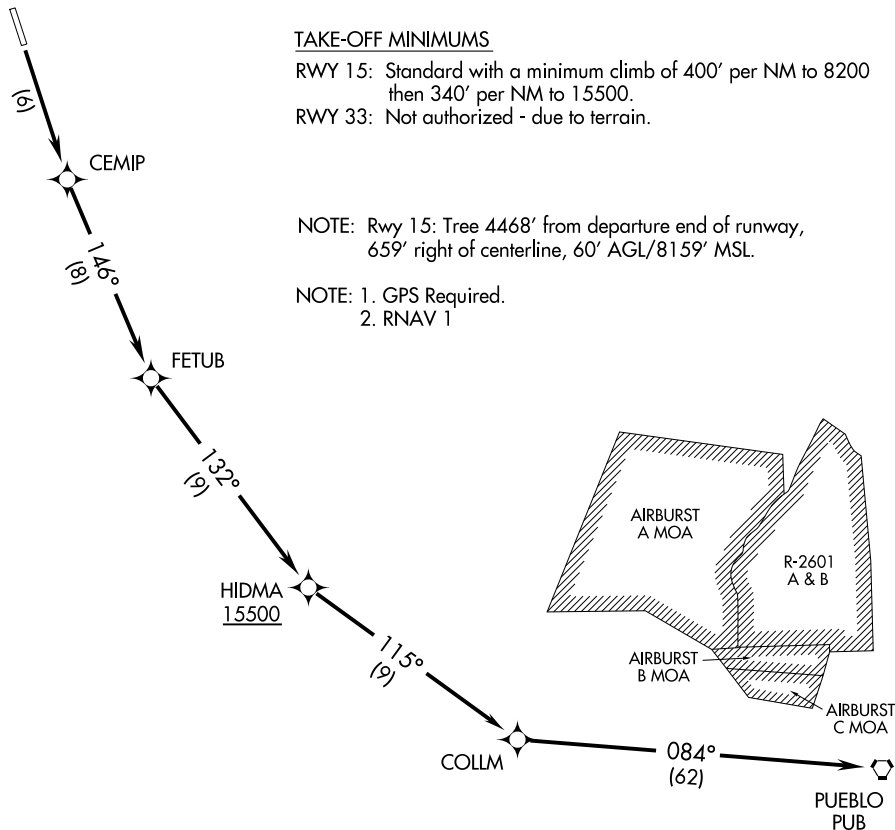 TAKE-OFF MINIMUMS
RWY 15: Standard with a minimum climb of 400' per NM to 8200
then 340' per NM to 15500.
RWY 33: Not authorized - due to terrain.
(6)
CEMIP
NOTE: Rwy 15: Tree 4468' from departure end of runway,
659' right of centerline, 60' AGL/8159' MSL.
146°
(8)
NOTE: 1. GPS Required.
2. RNAV 1
FETUB
132°
(9)
AIRBURST
A MOA
R-2601
A & B
HIDMA
15500
115°
(9)
AIRBURST
B MOA
AIRBURST
C MOA
COLLM
084°
(62)
PUEBLO
PUB